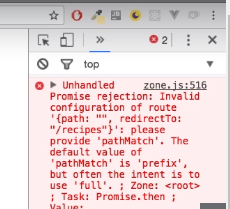 2
top
Unhandled zone.js:516
Promise rejection: Invalid
configuration of route
'{path: "", redirectTo:
"/recipes"}': please
provide 'pathMatch'. The
default value of
'pathMatch' is 'prefix',
but often the intent is to
use 'full'. ; Zone: <root>
; Task: Promise.then ;
Value: